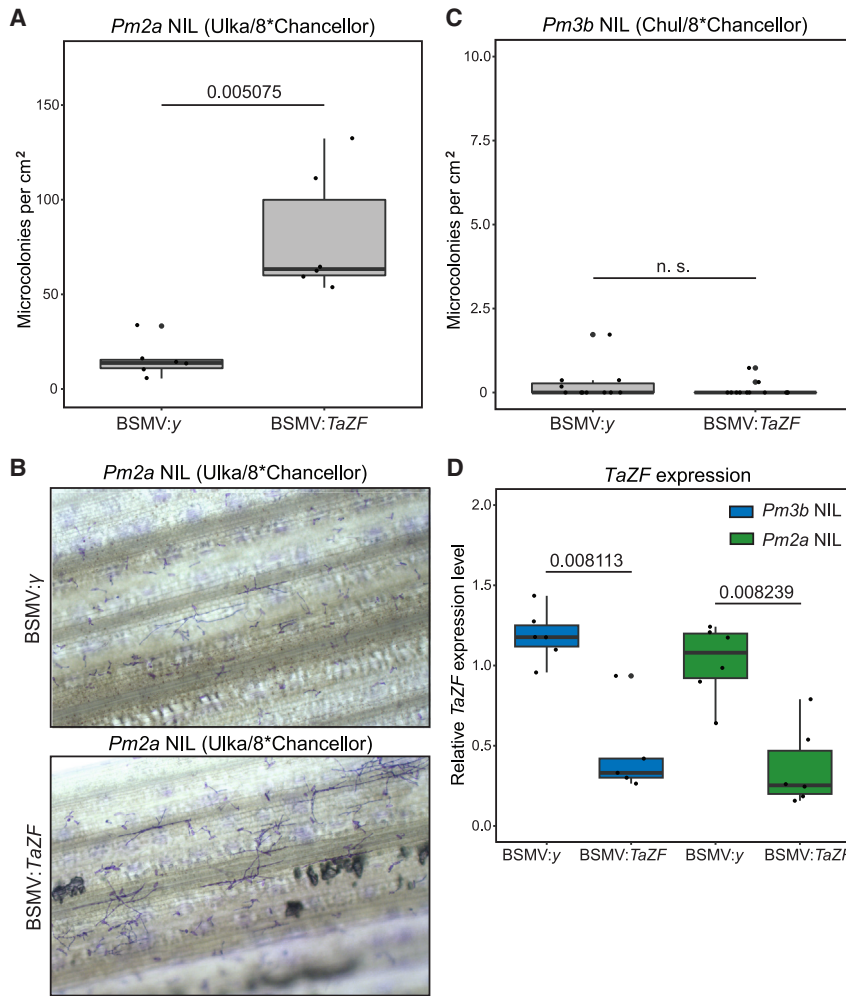 A
Pm2a NIL (Ulka/8*Chancellor)
Microcolonies per cm²
150
100
50
0
0.005075
BSMV:γ
BSMV:TaZF
B
Pm2a NIL (Ulka/8*Chancellor)
BSMV:γ
Pm2a NIL (Ulka/8*Chancellor)
BSMV:TaZF
C
Pm3b NIL (Chul/8*Chancellor)
Microcolonies per cm²
10.0
7.5
5.0
2.5
0
n. s.
BSMV:γ
BSMV:TaZF
D
TaZF expression
Relative TaZF expression level
2.0
1.5
1.0
0.5
0.0
Pm3b NIL
Pm2a NIL
0.008113
0.008239
BSMV:γ
BSMV:TaZF
BSMV:γ
BSMV:TaZF